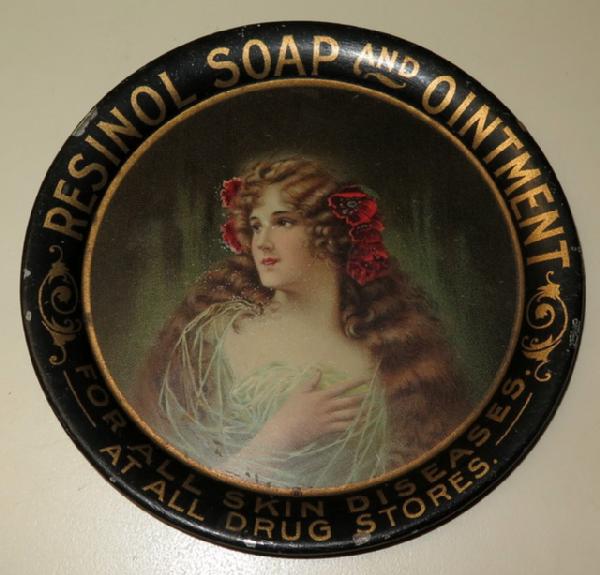 RESINOL SOAP AND OINTMENT
FOR ALL SKIN DISEASES.
AT ALL DRUG STORES.